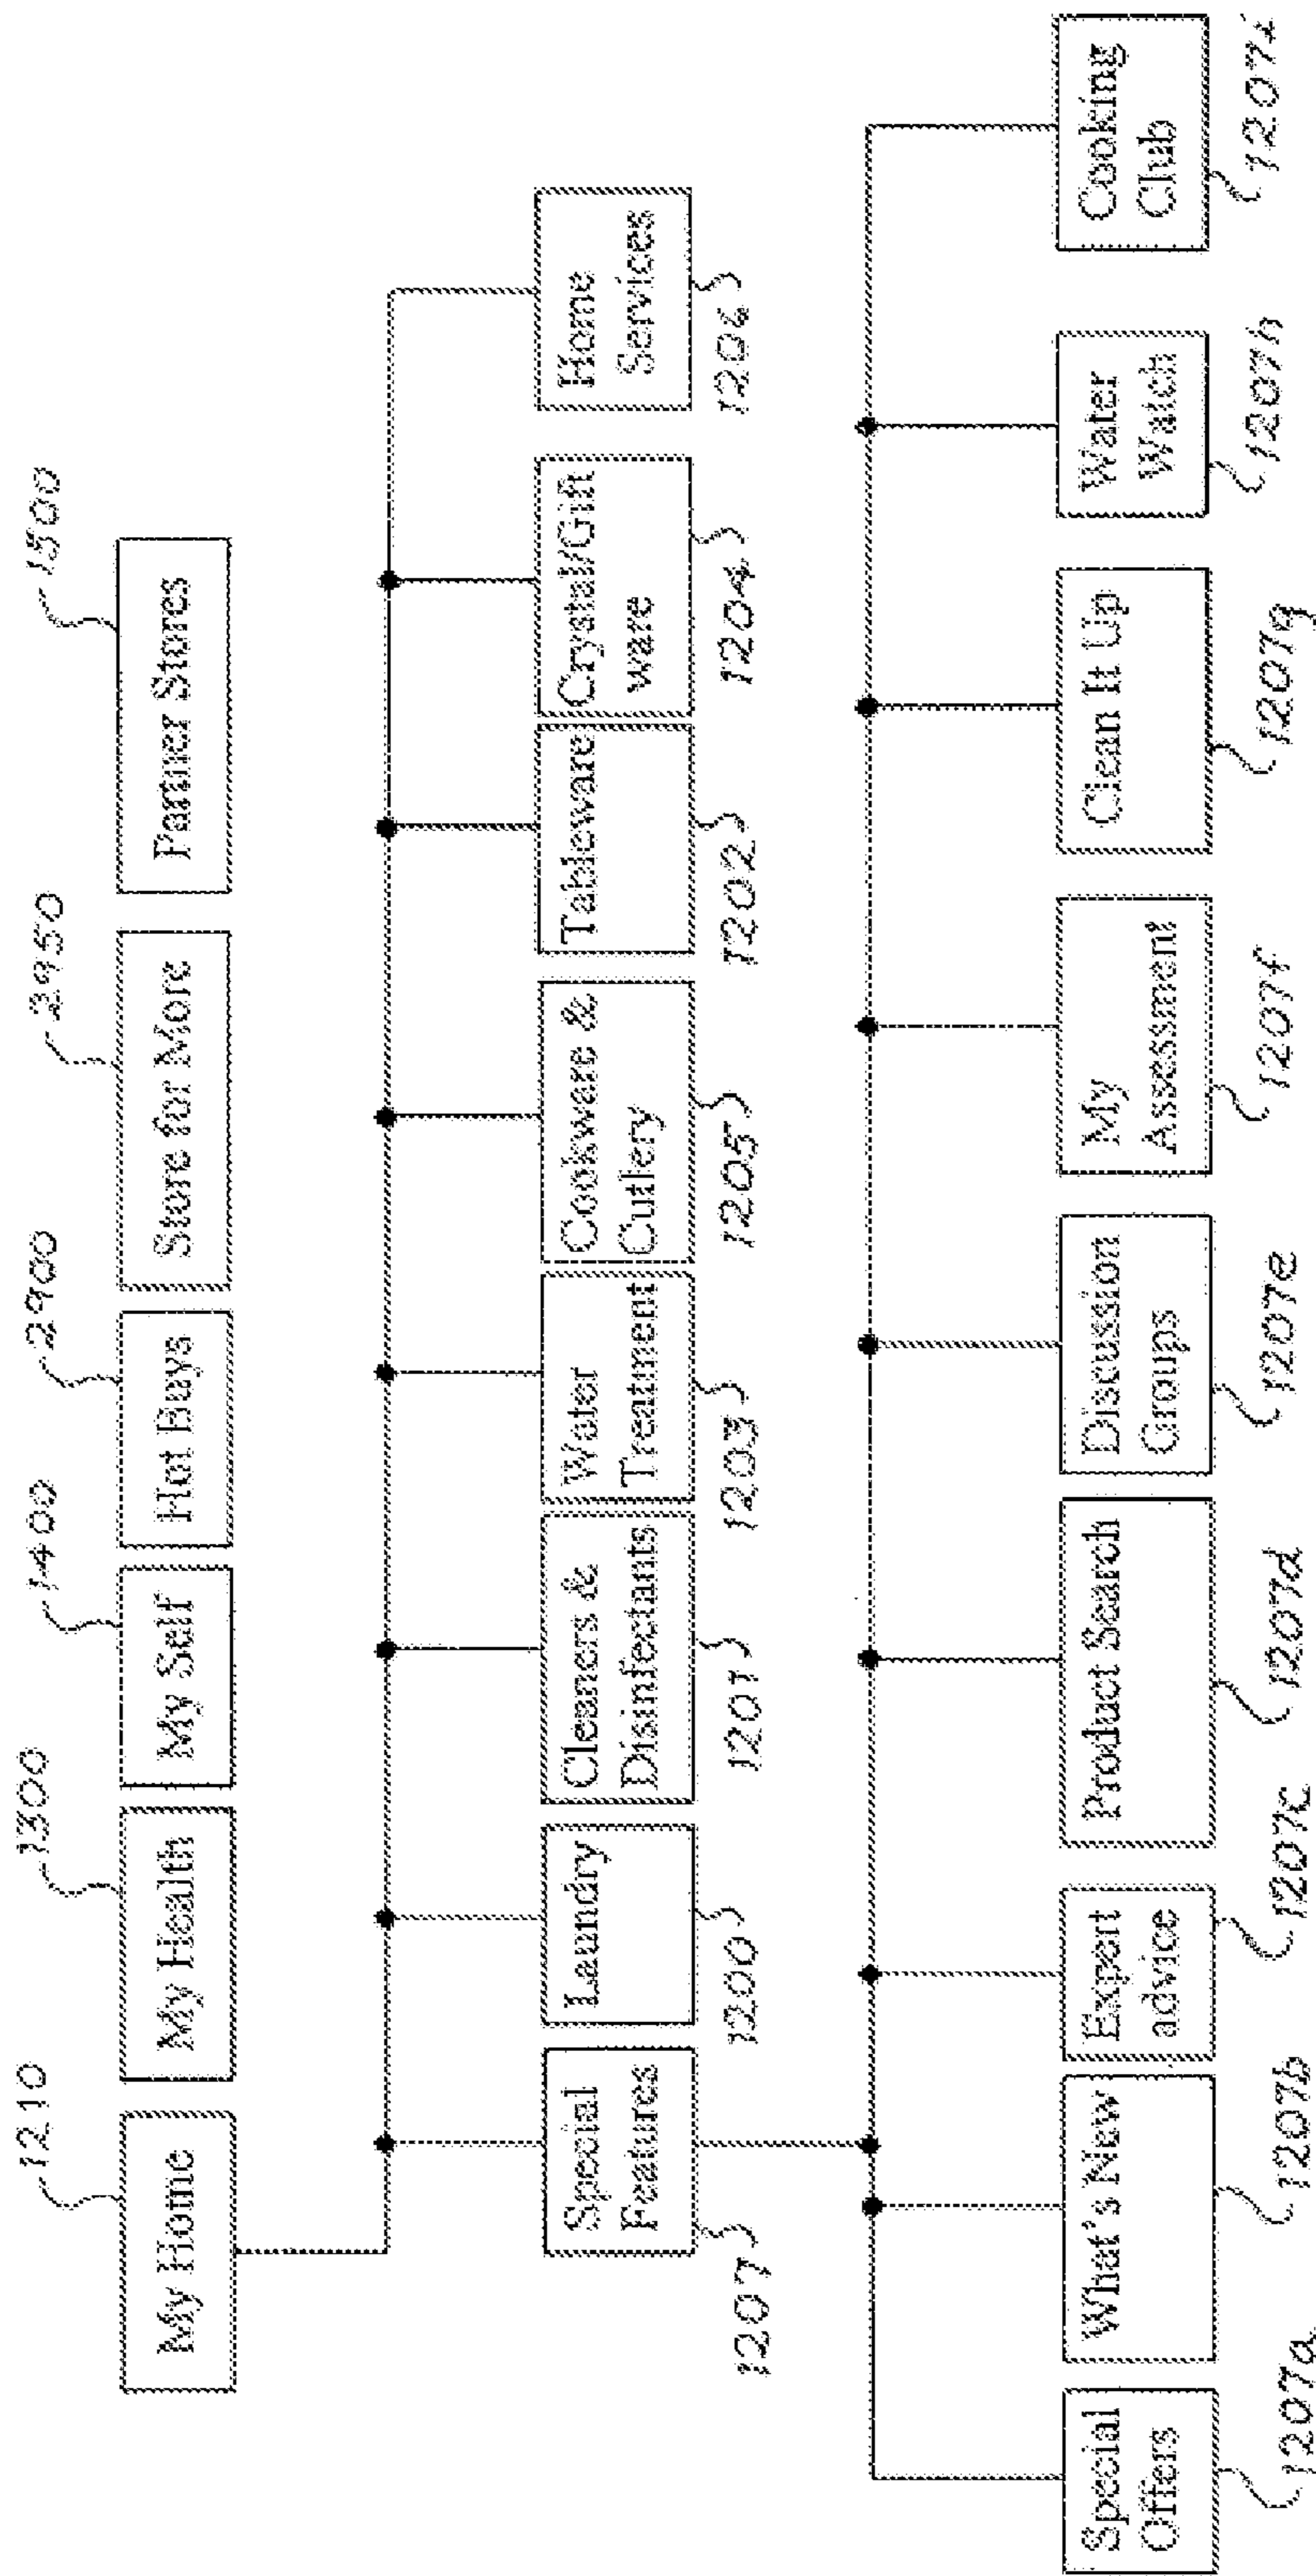 1210
1300
1400
2900
2950
1500
My Home
My Health
My Self
Hot Buys
Store for More
Partner Stores
Special
Features
Laundry
Cleaners &
Disinfectants
Water
Treatment
Cookware &
Cutlery
Tableware
Crystal/Gift
ware
Home
Services
1207
1200
1201
1203
1205
1202
1204
1206
Special
Offers
What's New
Expert
advice
Product Search
Discussion
Groups
My
Assessment
Clean It Up
Water
Watch
Cooking
Club
1207a
1207b
1207c
1207d
1207e
1207f
1207g
1207h
1207i